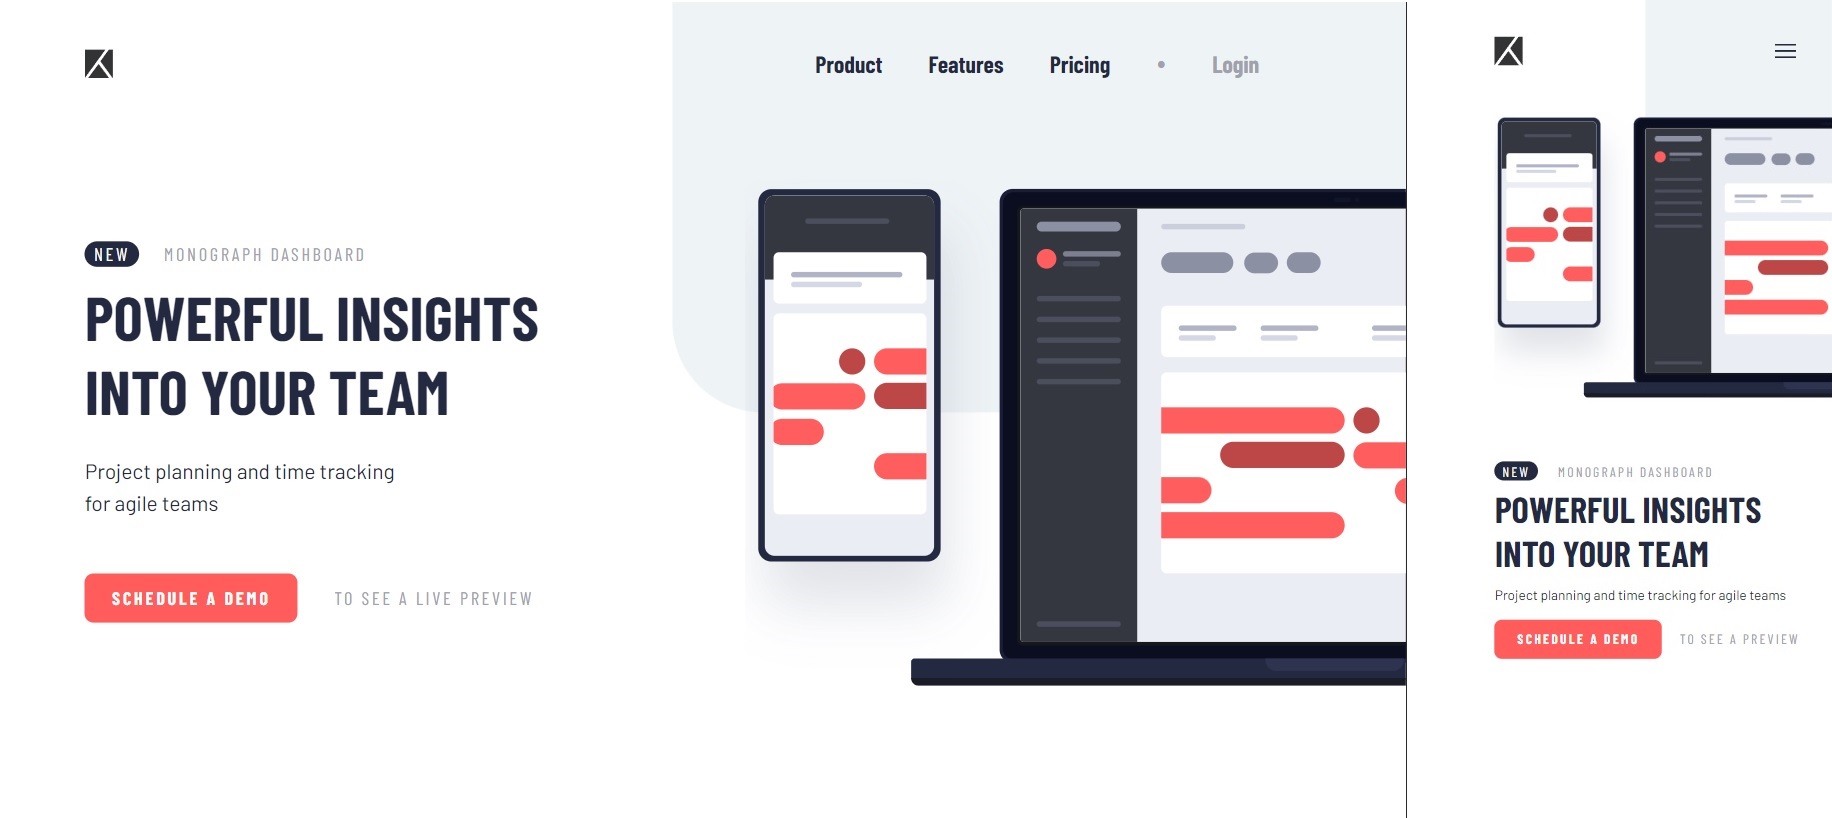 Product Features Pricing • Login
NEW MONOGRAPH DASHBOARD
POWERFUL INSIGHTS
INTO YOUR TEAM
Project planning and time tracking
for agile teams
SCHEDULE A DEMO TO SEE A LIVE PREVIEW
NEW MONOGRAPH DASHBOARD
POWERFUL INSIGHTS
INTO YOUR TEAM
Project planning and time tracking for agile teams
SCHEDULE A DEMO TO SEE A PREVIEW